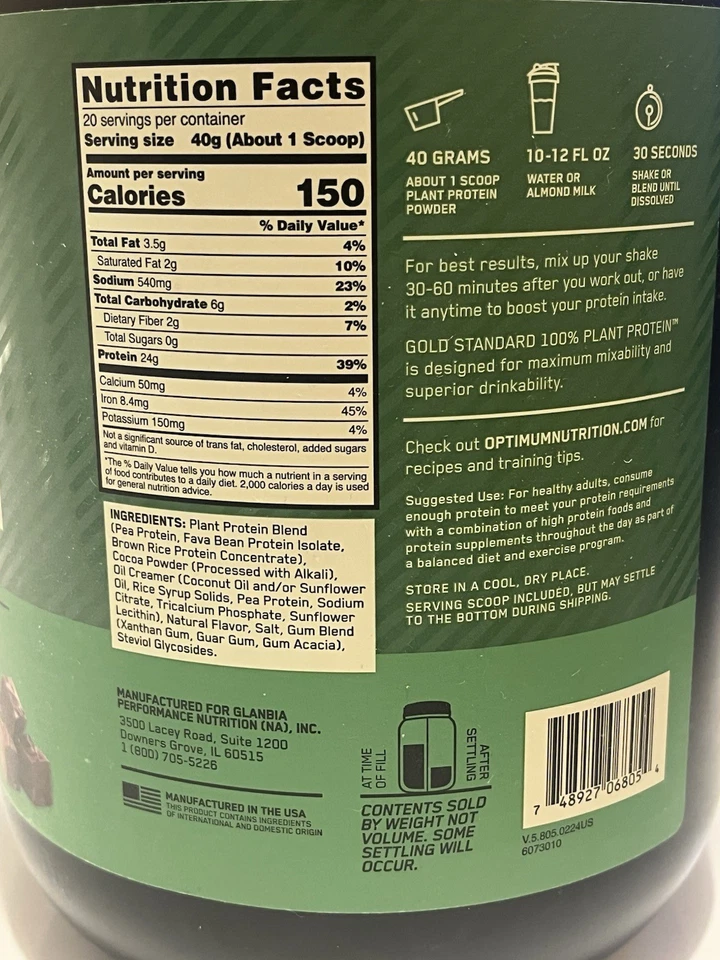 Nutrition Facts
20 servings per container
Serving size 40g (About 1 Scoop)
Amount per serving
Calories 150
% Daily Value*
Total Fat 3.5g 4%
Saturated Fat 2g 10%
Sodium 540mg 23%
Total Carbohydrate 6g 2%
Dietary Fiber 2g 7%
Total Sugars 0g
Protein 24g 39%
Calcium 50mg 4%
Iron 8.4mg 45%
Potassium 150mg 4%
Not a significant source of trans fat, cholesterol, added sugars
and vitamin D.
*The % Daily Value tells you how much a nutrient in a serving
of food contributes to a daily diet. 2,000 calories a day is used
for general nutrition advice.
INGREDIENTS: Plant Protein Blend
(Pea Protein, Fava Bean Protein Isolate,
Brown Rice Protein Concentrate),
Cocoa Powder (Processed with Alkali),
Oil Creamer (Coconut Oil and/or Sunflower
Oil, Rice Syrup Solids, Pea Protein, Sodium
Citrate, Tricalcium Phosphate, Sunflower
Lecithin), Natural Flavor, Salt, Gum Blend
(Xanthan Gum, Guar Gum, Gum Acacia),
Steviol Glycosides.
MANUFACTURED FOR GLANBIA
PERFORMANCE NUTRITION (NA), INC.
3500 Lacey Road, Suite 1200
Downers Grove, IL 60515
1 (800) 705-5226
MANUFACTURED IN THE USA
THIS PRODUCT CONTAINS INGREDIENTS
OF INTERNATIONAL AND DOMESTIC ORIGIN
40 GRAMS
ABOUT 1 SCOOP
PLANT PROTEIN
POWDER
10-12 FL OZ
WATER OR
ALMOND MILK
30 SECONDS
SHAKE OR
BLEND UNTIL
DISSOLVED
For best results, mix up your shake
30-60 minutes after you work out, or have
it anytime to boost your protein intake.
GOLD STANDARD 100% PLANT PROTEIN™
is designed for maximum mixability and
superior drinkability.
Check out OPTIMUMNUTRITION.COM for
recipes and training tips.
Suggested Use: For healthy adults, consume
enough protein to meet your protein requirements
with a combination of high protein foods and
protein supplements throughout the day as part of
a balanced diet and exercise program.
STORE IN A COOL, DRY PLACE.
SERVING SCOOP INCLUDED, BUT MAY SETTLE
TO THE BOTTOM DURING SHIPPING.
AT TIME
OF FILL
AFTER
SETTLING
CONTENTS SOLD
BY WEIGHT NOT
VOLUME. SOME
SETTLING WILL
OCCUR.
7 48927 06805 4
V.5.805.0224US
6073010